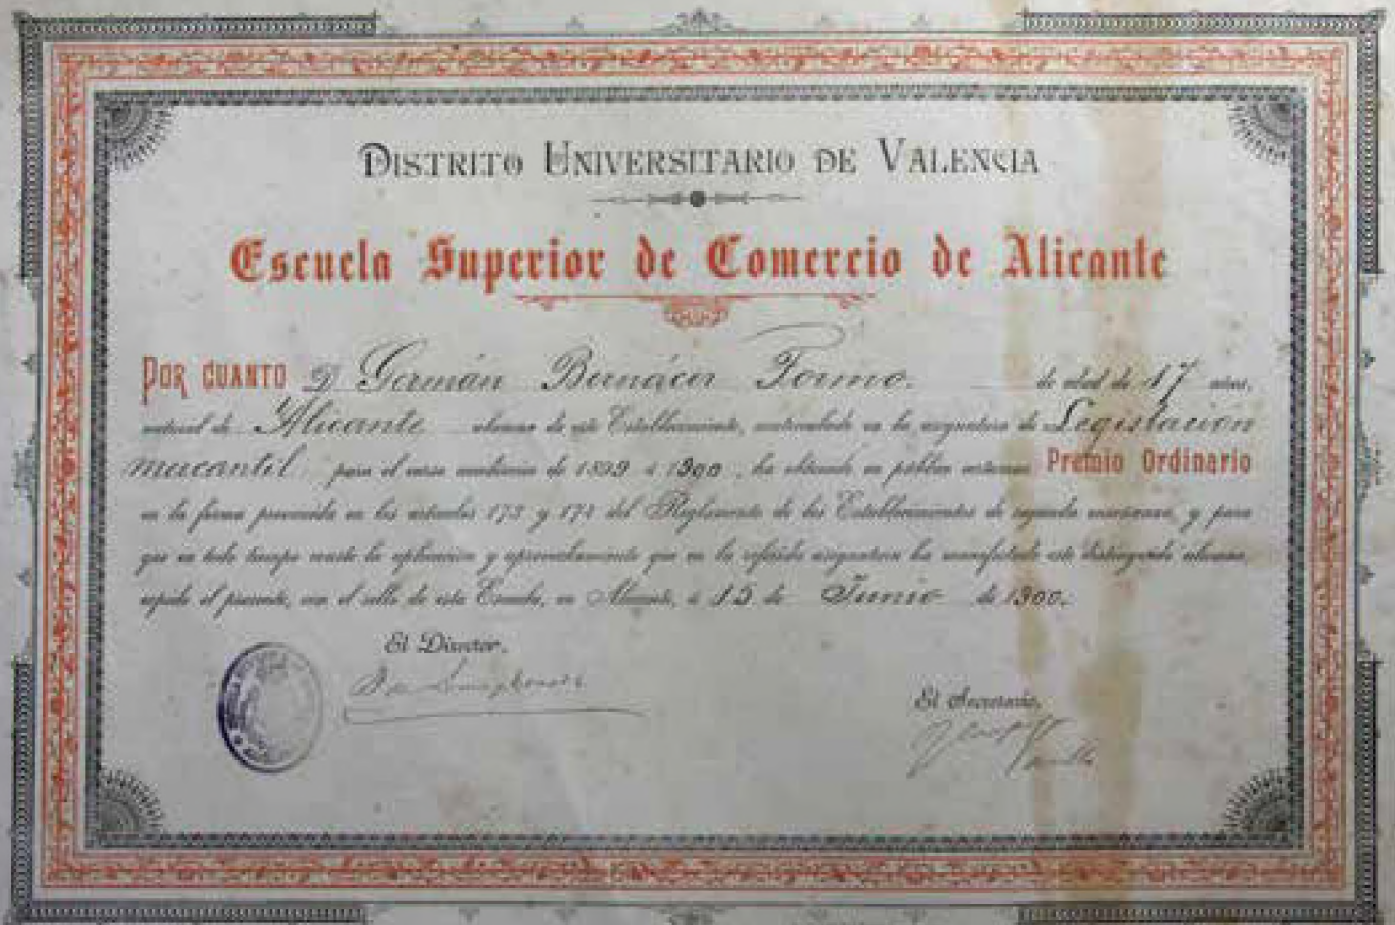 DISTRITO UNIVERSITARIO DE VALENCIA
Escuela Superior de Comercio de Alicante
POR CUANTO D. Germán Bernácer Tormo. de edad de 17 años,
natural de Alicante alumno de este Establecimiento, matriculado en la asignatura de Legislación
mercantil para el curso académico de 1899 á 1900, ha obtenido en pública Premio Ordinario
en la forma prevenida en los artículos 173 y 174 del Reglamento de los Establecimientos de segunda enseñanza, y para
que en todo tiempo conste la aplicación y aprovechamiento que en la referida asignatura ha manifestado este distinguido alumno,
expido el presente, con el sello de esta Escuela, en Alicante, á 15 de Junio de 1900.
El Director.
El Secretario,